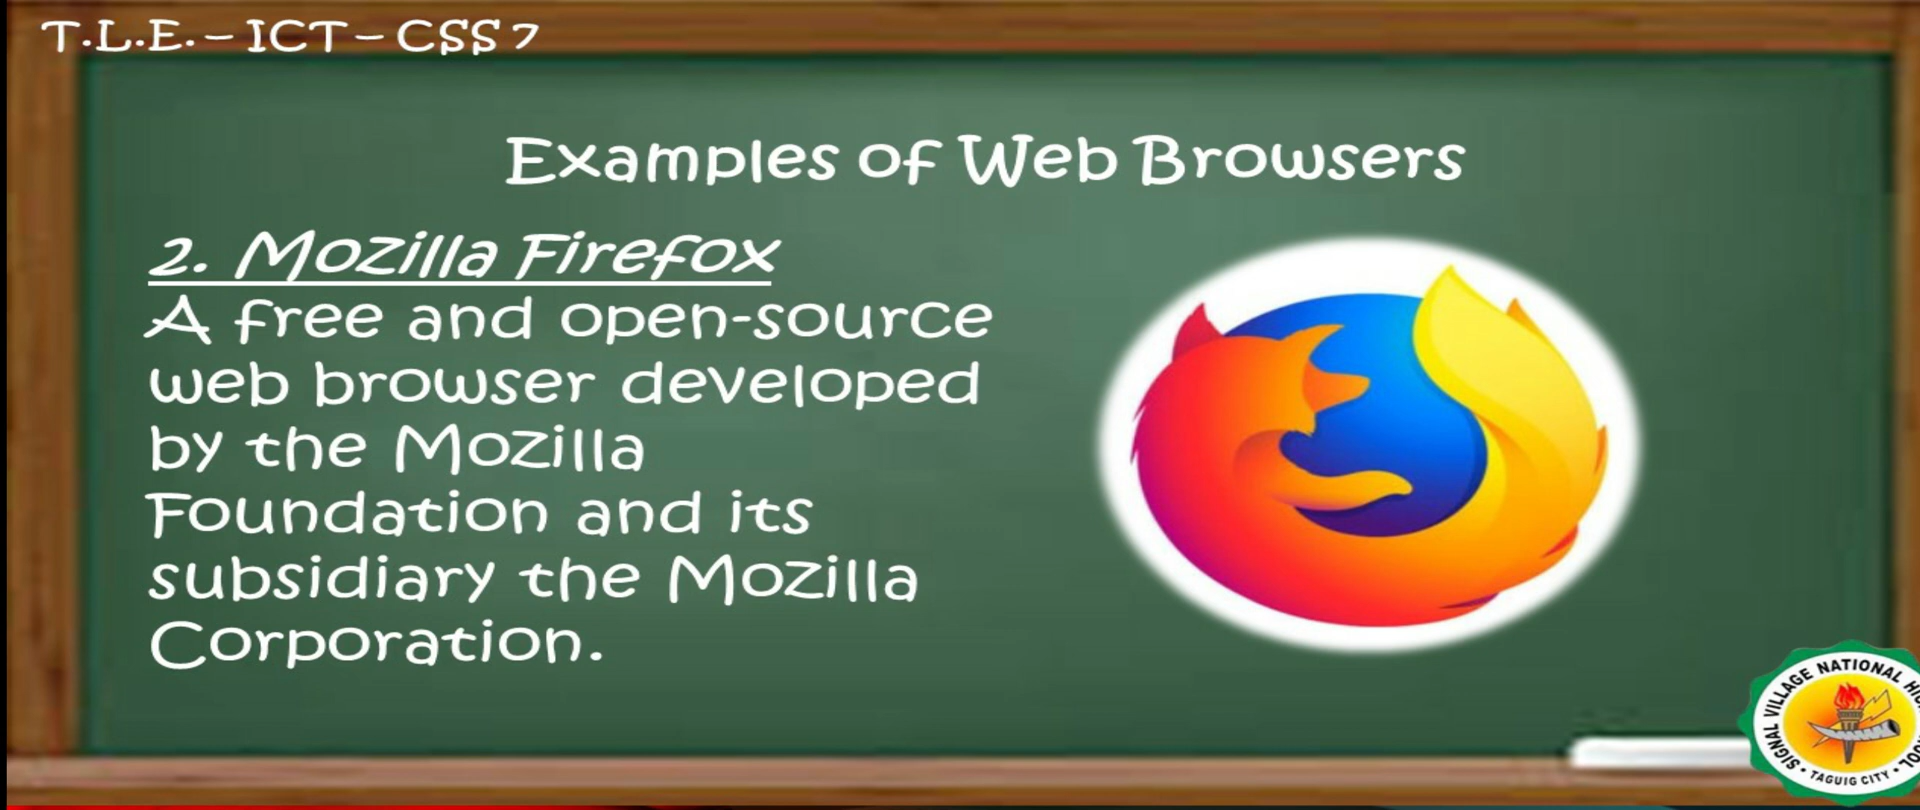 T.L.E. – ICT – CSS 7
Examples of Web Browsers
2. Mozilla Firefox
A free and open-source
web browser developed
by the Mozilla
Foundation and its
subsidiary the Mozilla
Corporation.
SIGNAL VILLAGE NATIONAL
TAGUIG CITY